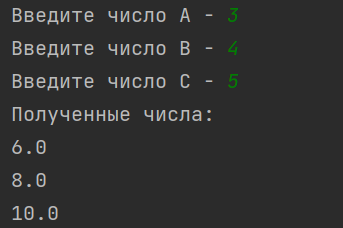 Введите число A - 3
Введите число B - 4
Введите число C - 5
Полученные числа:
6.0
8.0
10.0